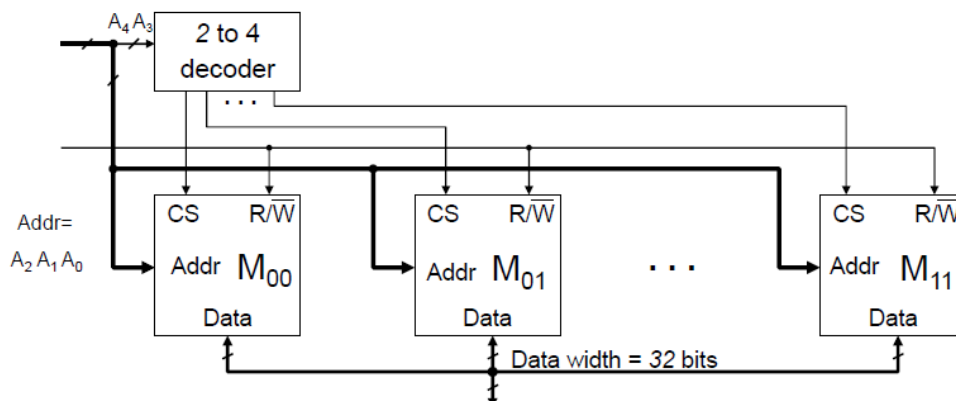 A₄ A₃
2 to 4
decoder
. . .
CS R/W̅
CS R/W̅
CS R/W̅
Addr=
A₂ A₁ A₀
Addr M₀₀
Addr M₀₁
. . .
Addr M₁₁
Data
Data
Data
Data width = 32 bits